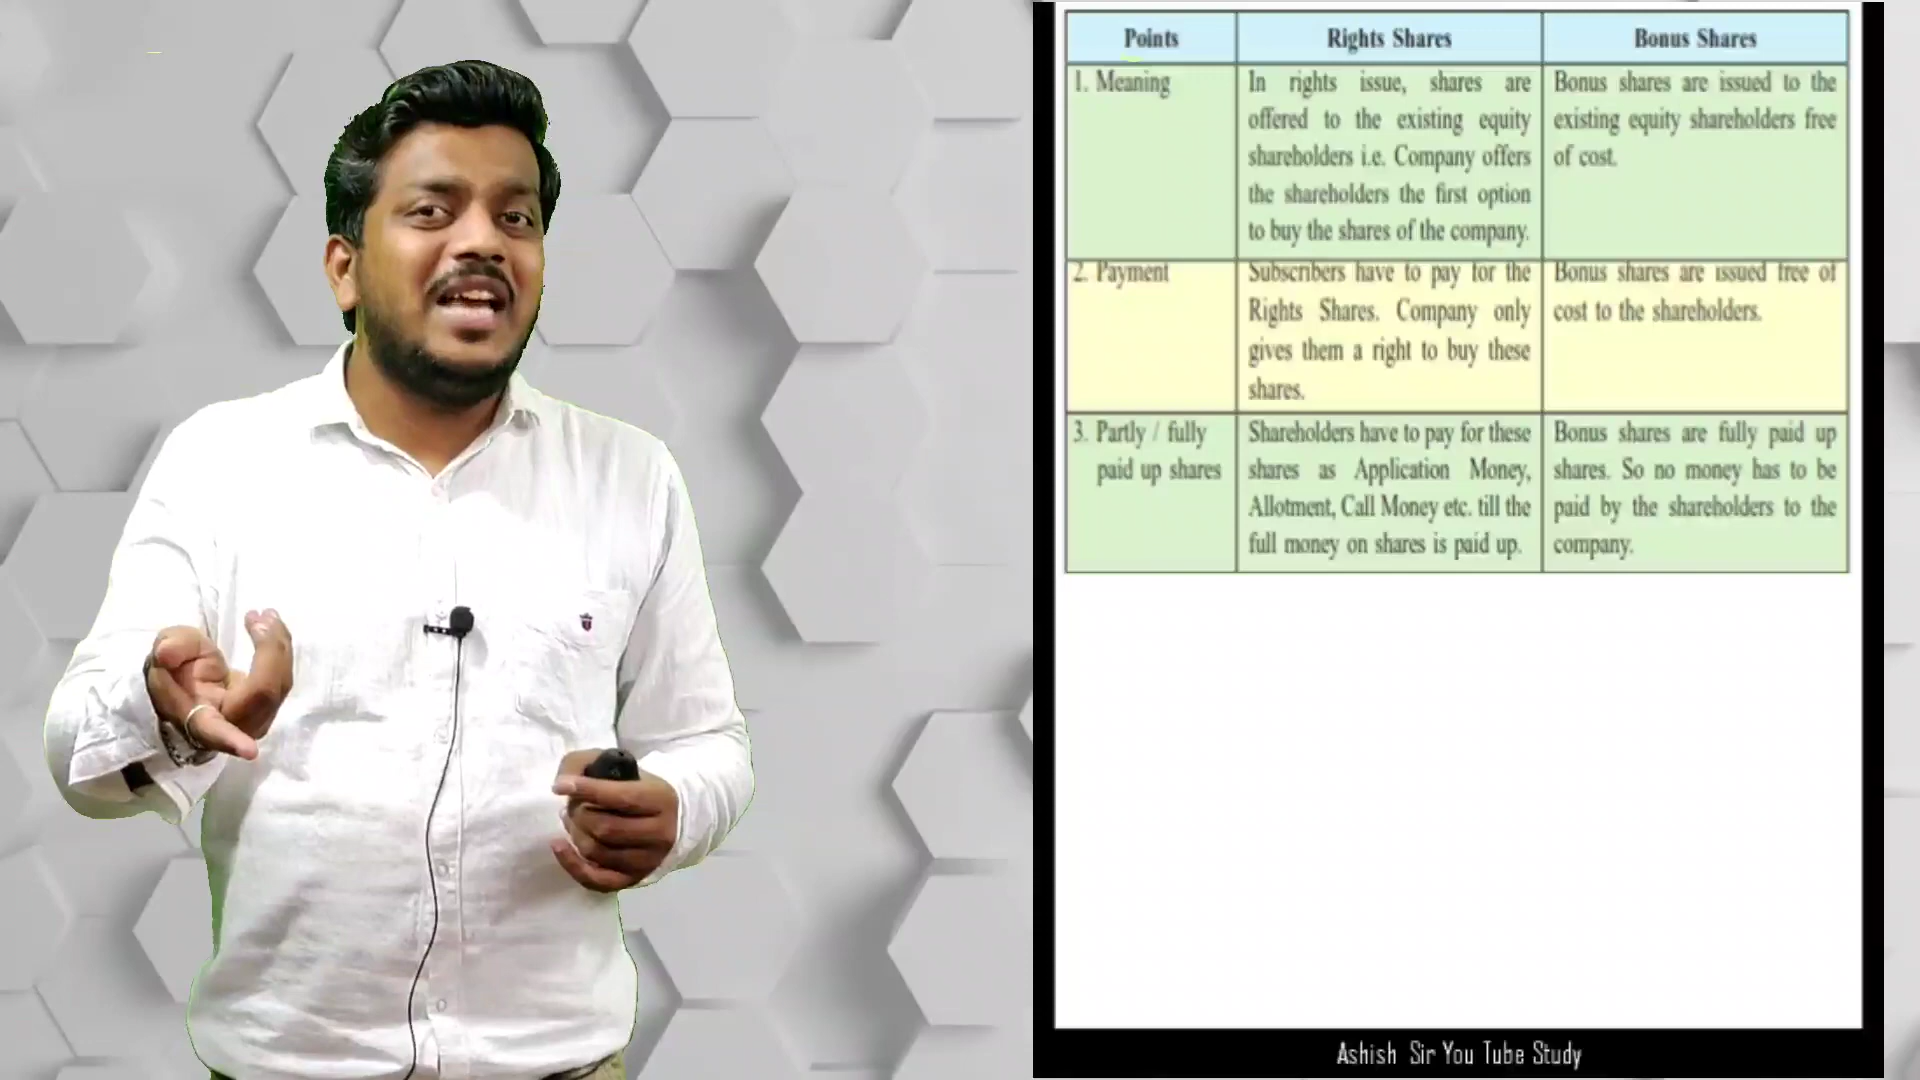 Points Rights Shares Bonus Shares
1. Meaning
In rights issue, shares are
offered to the existing equity
shareholders i.e. Company offers
the shareholders the first option
to buy the shares of the company.
Bonus shares are issued to the
existing equity shareholders free
of cost.
2. Payment
Subscribers have to pay for the
Rights Shares. Company only
gives them a right to buy these
shares.
Bonus shares are issued free of
cost to the shareholders.
3. Partly / fully
paid up shares
Shareholders have to pay for these
shares as Application Money,
Allotment, Call Money etc. till the
full money on shares is paid up.
Bonus shares are fully paid up
shares. So no money has to be
paid by the shareholders to the
company.
Ashish Sir You Tube Study